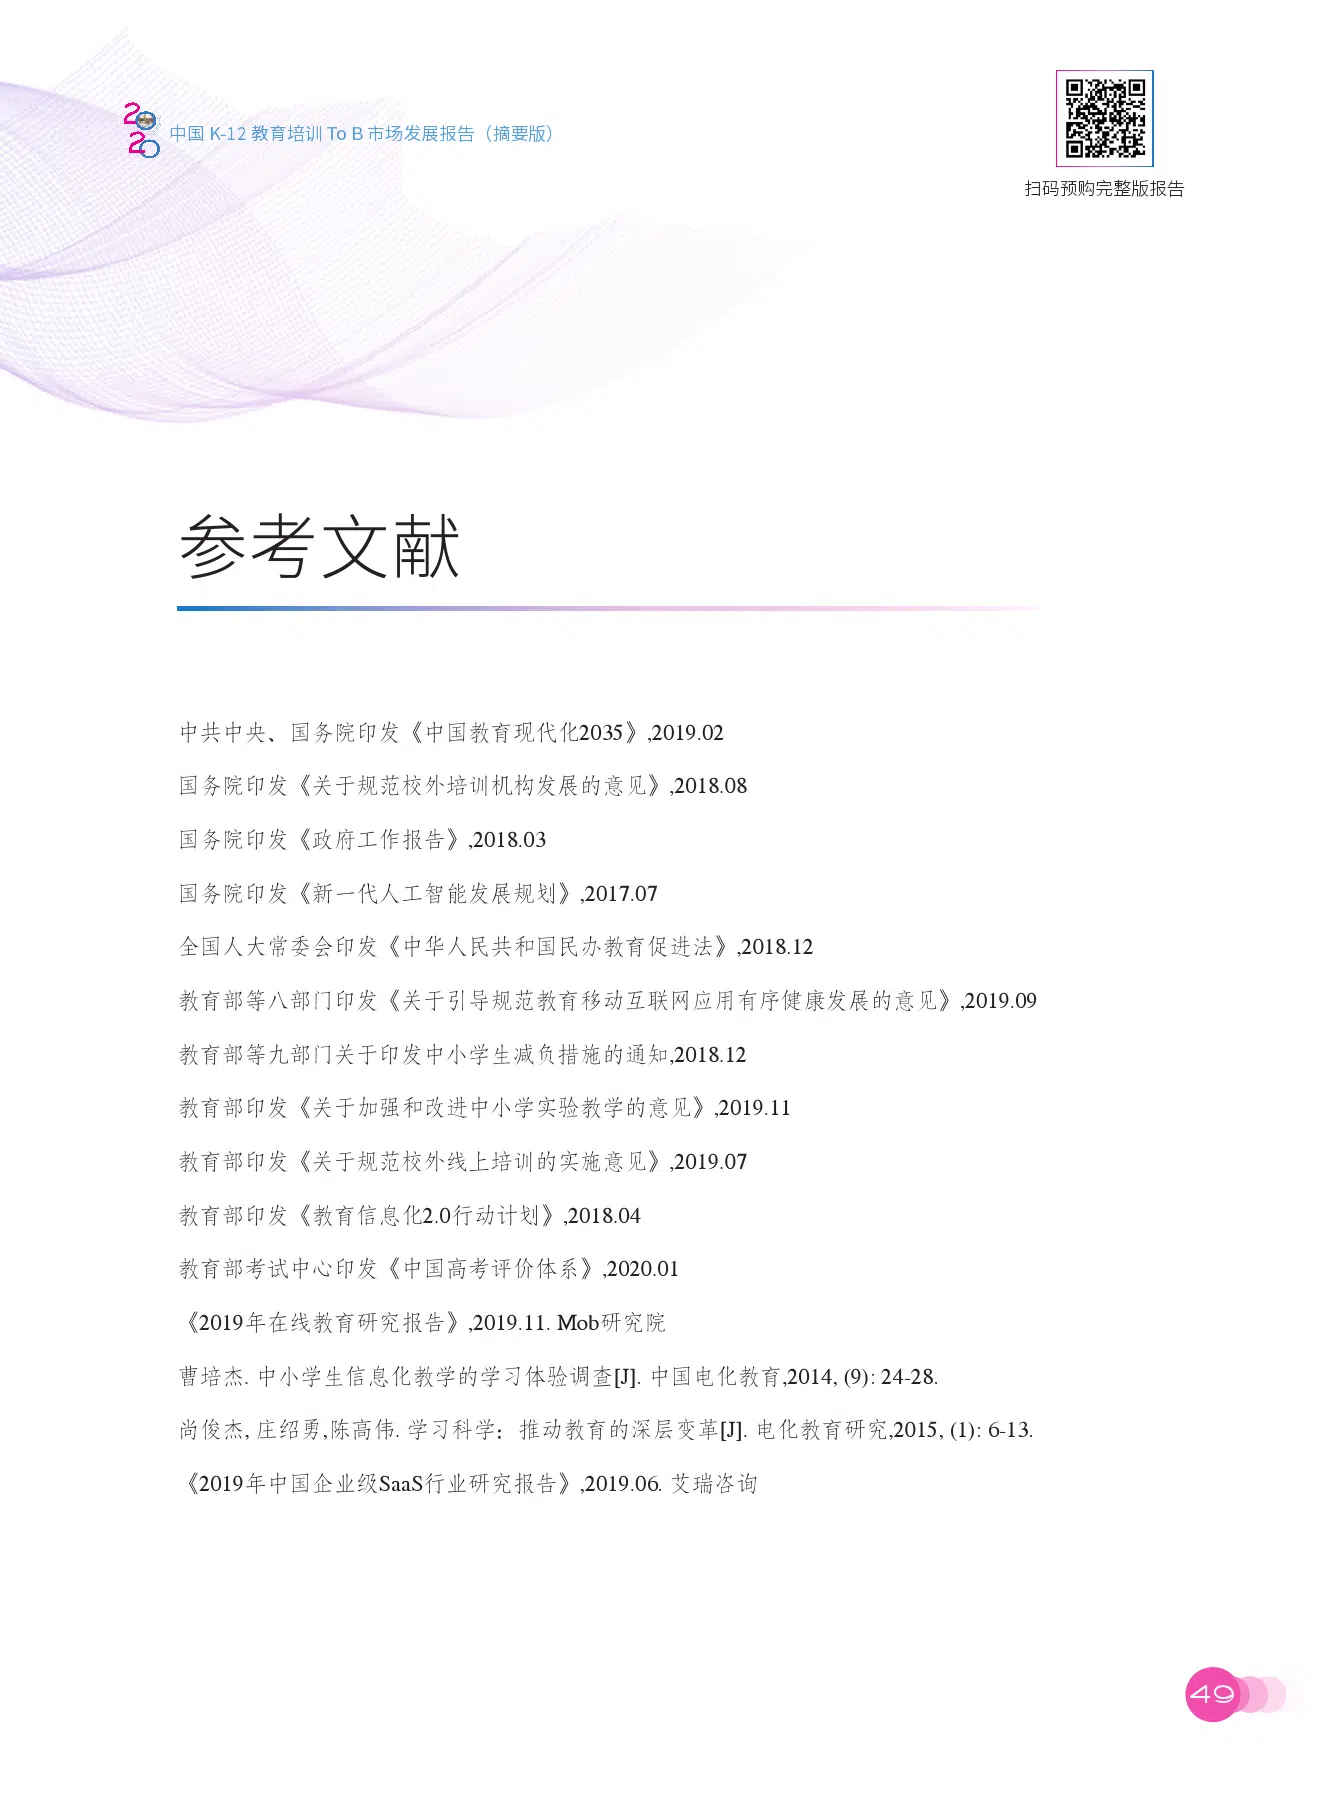 2020
中国 K-12 教育培训 To B 市场发展报告（摘要版）
扫码预购完整版报告
参考文献
中共中央、国务院印发《中国教育现代化2035》,2019.02
国务院印发《关于规范校外培训机构发展的意见》,2018.08
国务院印发《政府工作报告》,2018.03
国务院印发《新一代人工智能发展规划》,2017.07
全国人大常委会印发《中华人民共和国民办教育促进法》,2018.12
教育部等八部门印发《关于引导规范教育移动互联网应用有序健康发展的意见》,2019.09
教育部等九部门关于印发中小学生减负措施的通知,2018.12
教育部印发《关于加强和改进中小学实验教学的意见》,2019.11
教育部印发《关于规范校外线上培训的实施意见》,2019.07
教育部印发《教育信息化2.0行动计划》,2018.04
教育部考试中心印发《中国高考评价体系》,2020.01
《2019年在线教育研究报告》,2019.11. Mob研究院
曹培杰. 中小学生信息化教学的学习体验调查[J]. 中国电化教育,2014, (9): 24-28.
尚俊杰, 庄绍勇,陈高伟. 学习科学：推动教育的深层变革[J]. 电化教育研究,2015, (1): 6-13.
《2019年中国企业级SaaS行业研究报告》,2019.06. 艾瑞咨询
49